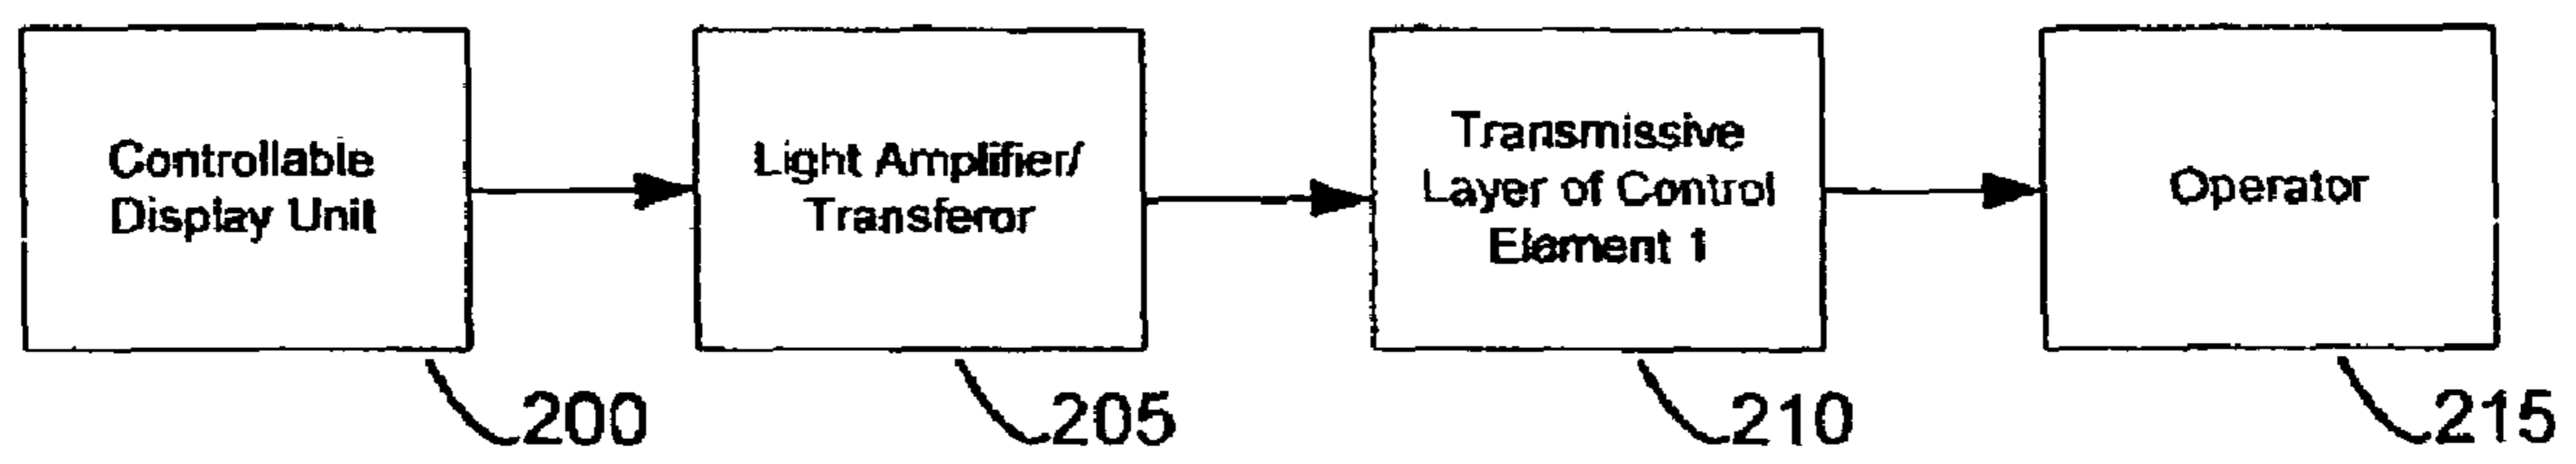 Controllable
Display Unit
Light Amplifier/
Transferor
Transmissive
Layer of Control
Element 1
Operator
200
205
210
215